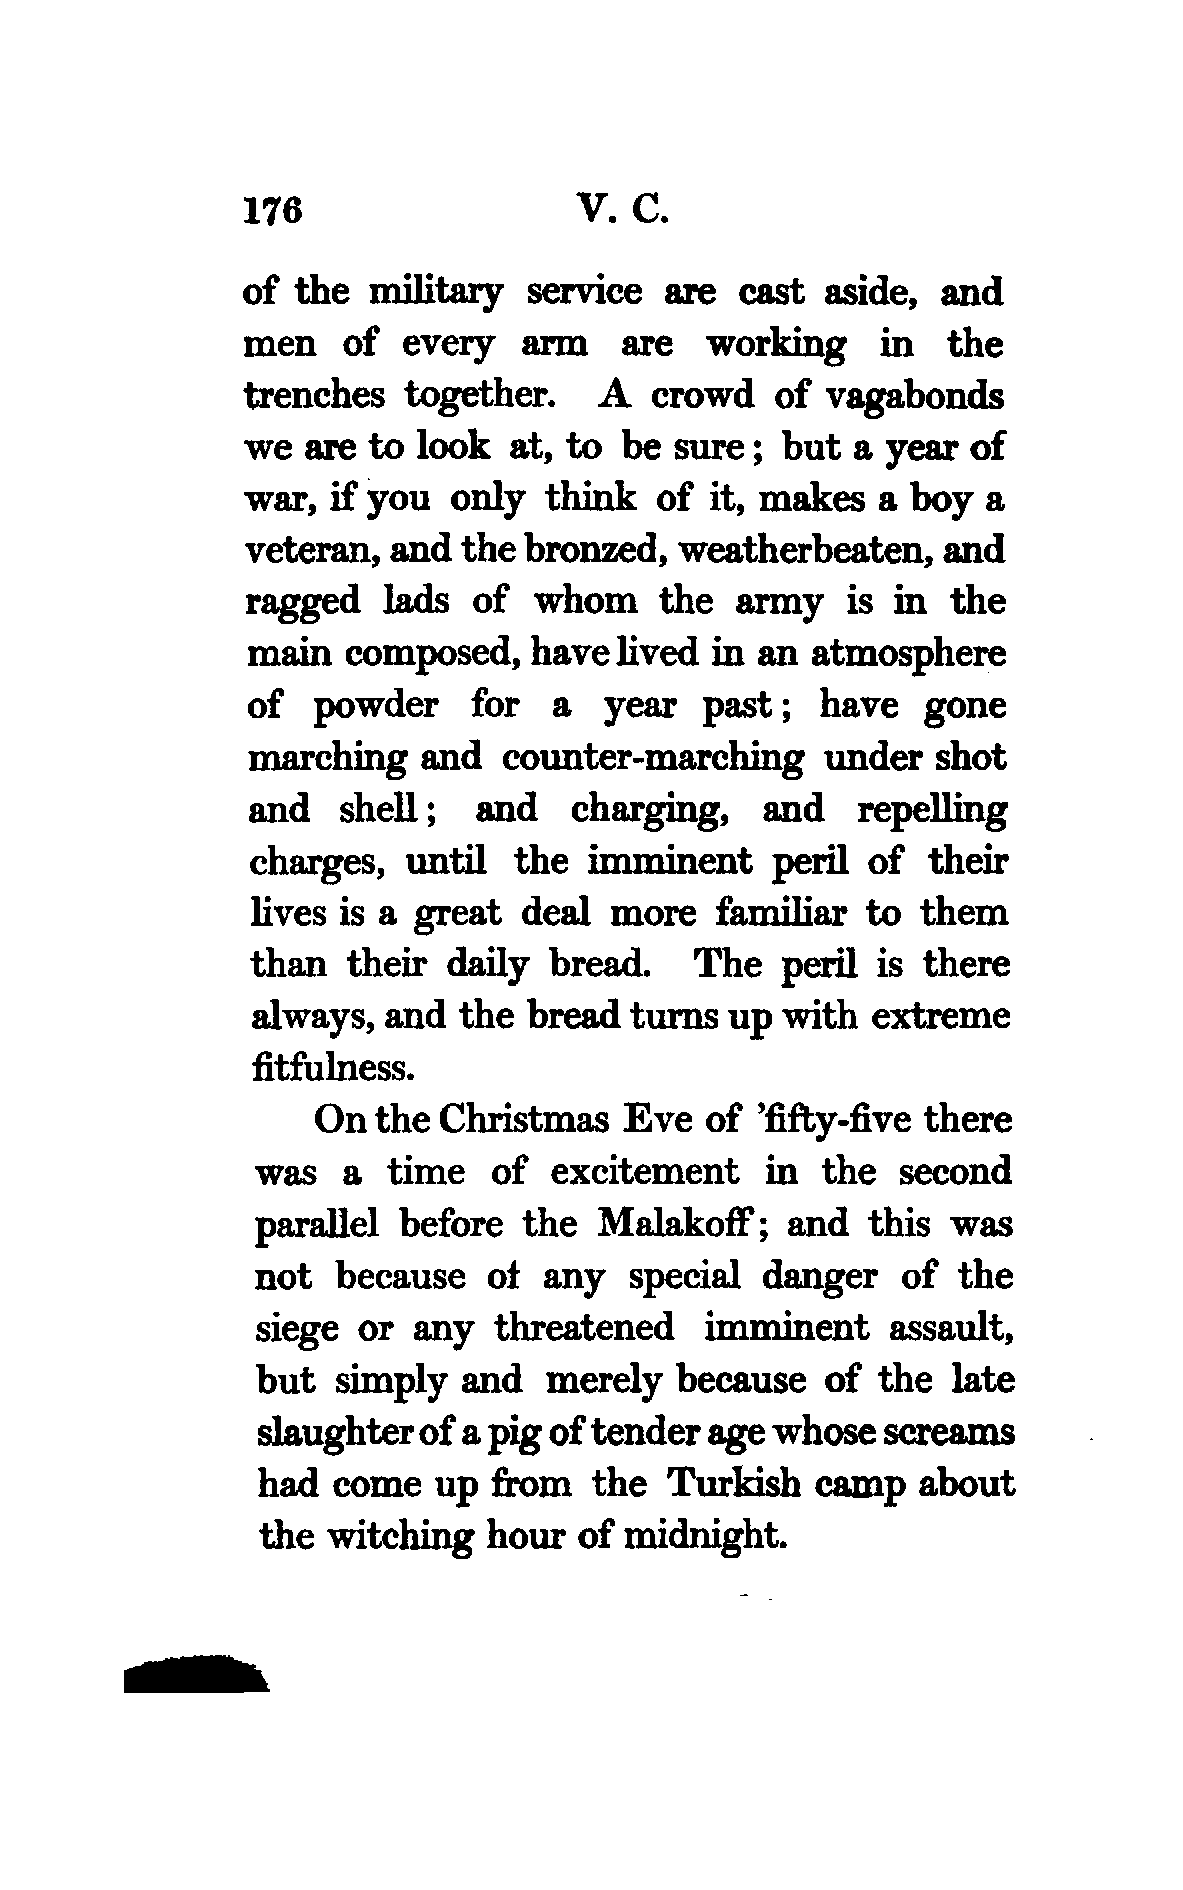 176 V. C.
of the military service are cast aside, and
men of every arm are working in the
trenches together. A crowd of vagabonds
we are to look at, to be sure; but a year of
war, if you only think of it, makes a boy a
veteran, and the bronzed, weatherbeaten, and
ragged lads of whom the army is in the
main composed, have lived in an atmosphere
of powder for a year past; have gone
marching and counter-marching under shot
and shell; and charging, and repelling
charges, until the imminent peril of their
lives is a great deal more familiar to them
than their daily bread. The peril is there
always, and the bread turns up with extreme
fitfulness.
On the Christmas Eve of ’fifty-five there
was a time of excitement in the second
parallel before the Malakoff; and this was
not because of any special danger of the
siege or any threatened imminent assault,
but simply and merely because of the late
slaughter of a pig of tender age whose screams
had come up from the Turkish camp about
the witching hour of midnight.